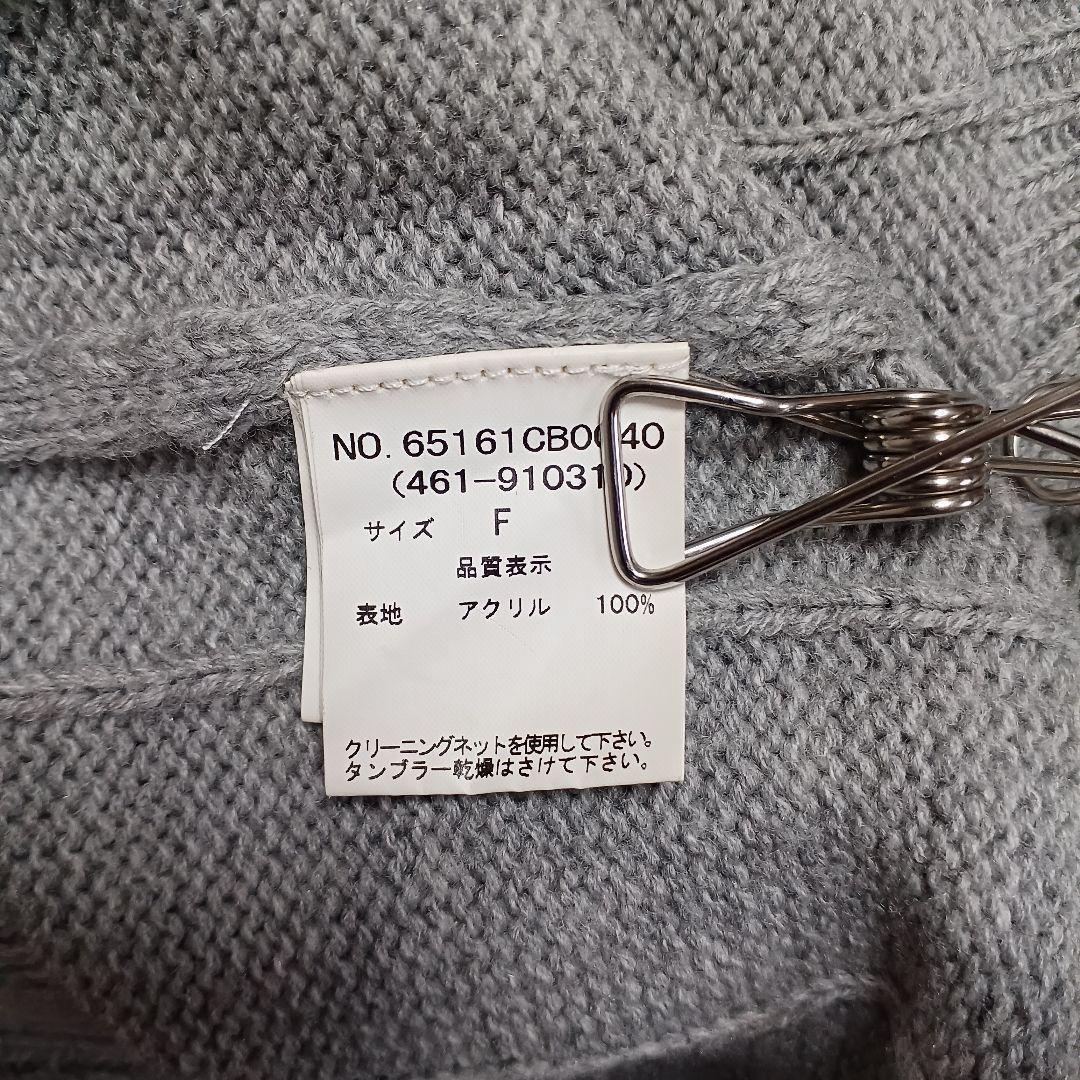 NO. 65161CB0040
(461-910310)
サイズ F
品質表示
表地 アクリル 100%
クリーニングネットを使用して下さい。
タンブラー乾燥はさけて下さい。